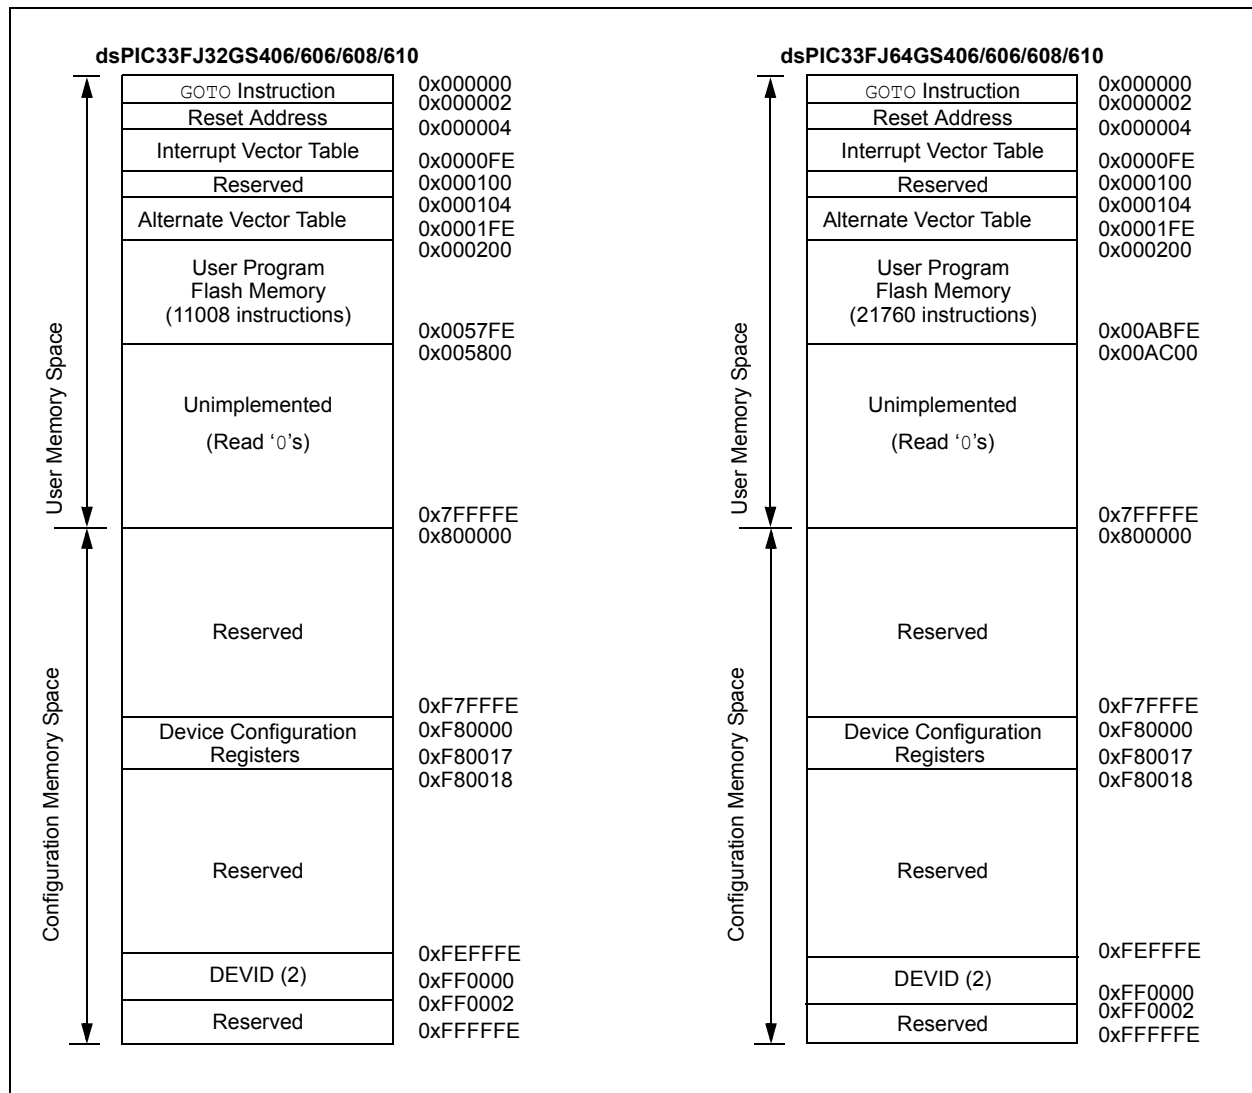 dsPIC33FJ32GS406/606/608/610
GOTO Instruction
Reset Address
Interrupt Vector Table
Reserved
Alternate Vector Table
User Program
Flash Memory
(11008 instructions)
Unimplemented
(Read ‘0’s)
Reserved
Device Configuration
Registers
Reserved
DEVID (2)
Reserved
0x000000
0x000002
0x000004
0x0000FE
0x000100
0x000104
0x0001FE
0x000200
0x0057FE
0x005800
0x7FFFFE
0x800000
0xF7FFFE
0xF80000
0xF80017
0xF80018
0xFEFFFE
0xFF0000
0xFF0002
0xFFFFFE
User Memory Space
Configuration Memory Space
dsPIC33FJ64GS406/606/608/610
GOTO Instruction
Reset Address
Interrupt Vector Table
Reserved
Alternate Vector Table
User Program
Flash Memory
(21760 instructions)
Unimplemented
(Read ‘0’s)
Reserved
Device Configuration
Registers
Reserved
DEVID (2)
Reserved
0x000000
0x000002
0x000004
0x0000FE
0x000100
0x000104
0x0001FE
0x000200
0x00ABFE
0x00AC00
0x7FFFFE
0x800000
0xF7FFFE
0xF80000
0xF80017
0xF80018
0xFEFFFE
0xFF0000
0xFF0002
0xFFFFFE
User Memory Space
Configuration Memory Space